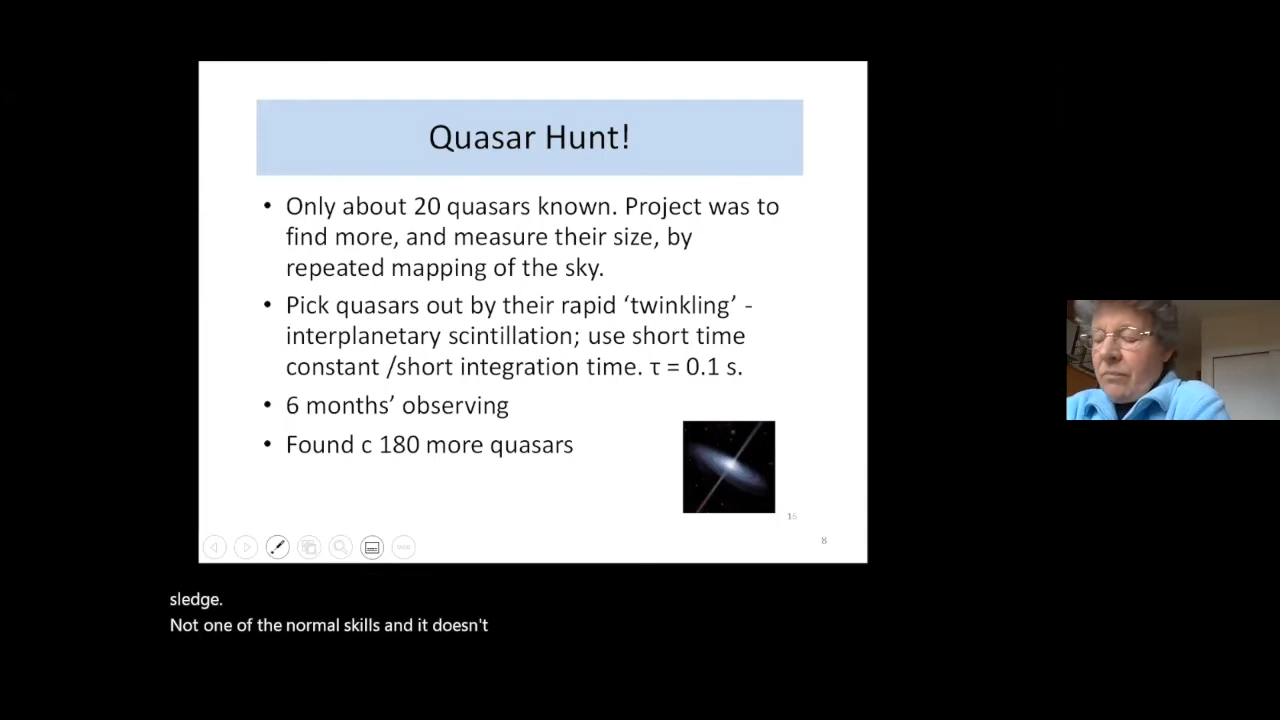 Quasar Hunt!
• Only about 20 quasars known. Project was to
find more, and measure their size, by
repeated mapping of the sky.
• Pick quasars out by their rapid ‘twinkling’ -
interplanetary scintillation; use short time
constant /short integration time. τ = 0.1 s.
• 6 months’ observing
• Found c 180 more quasars
8
sledge.
Not one of the normal skills and it doesn't